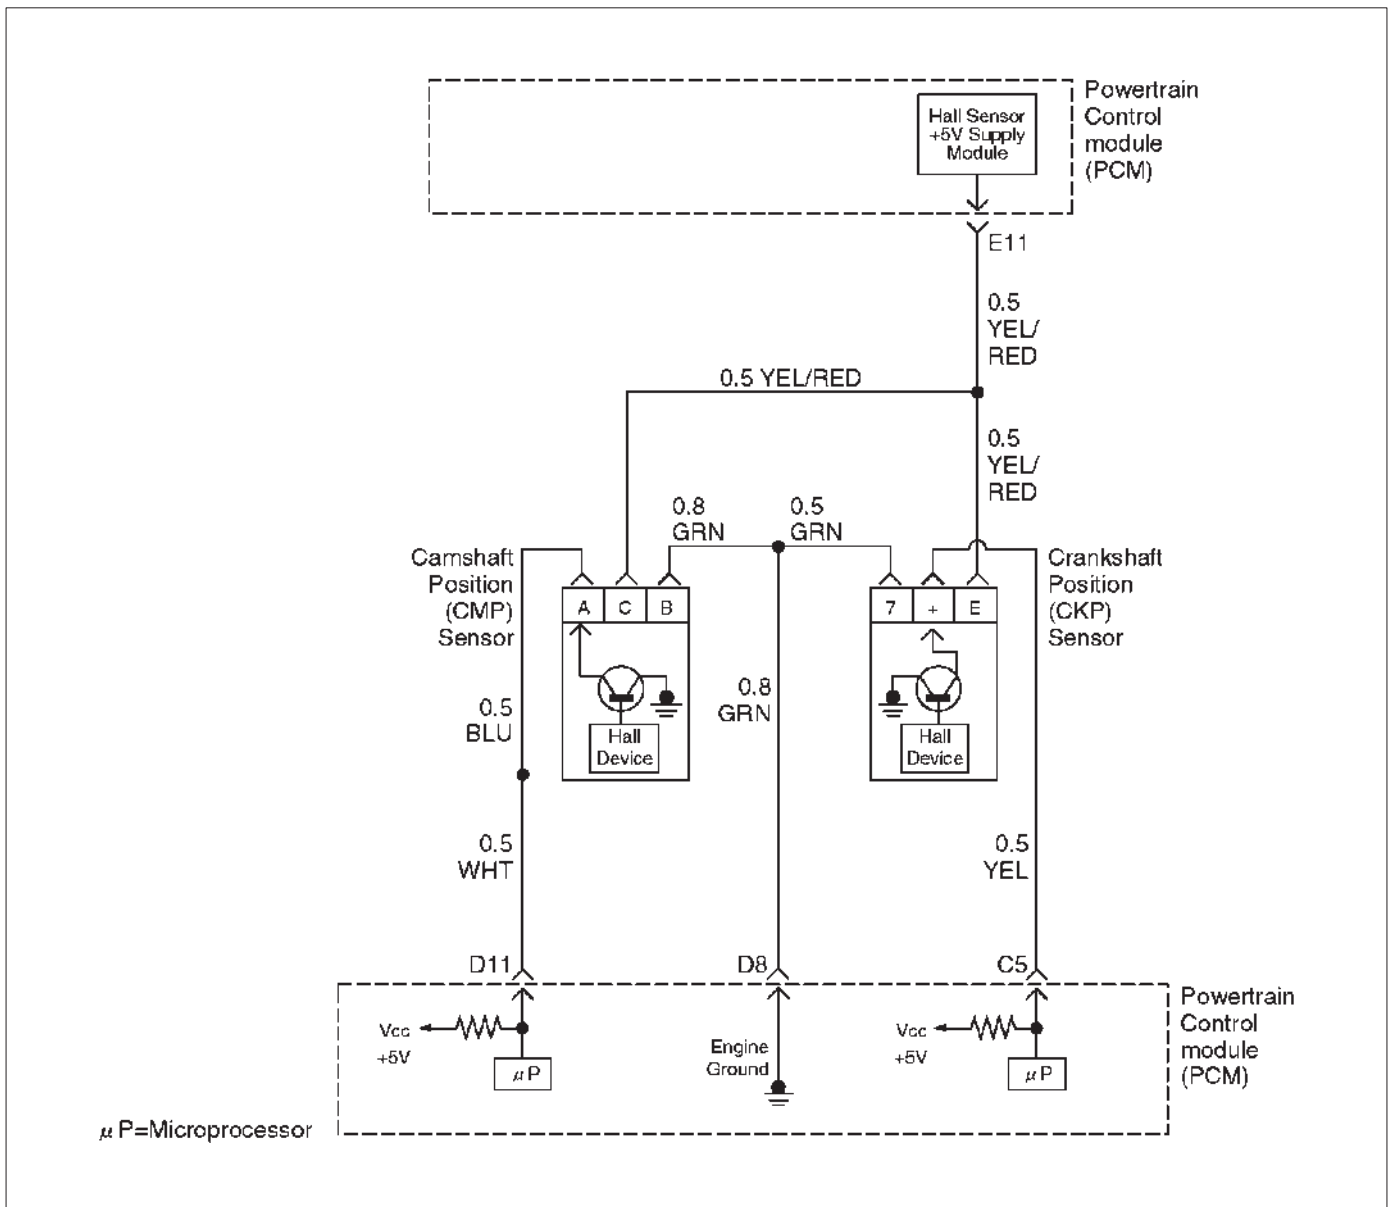 Powertrain
Control
module
(PCM)
Hall Sensor
+5V Supply
Module
E11
0.5
YEL/
RED
0.5 YEL/RED
0.5
YEL/
RED
0.8
GRN
0.5
GRN
Camshaft
Position
(CMP)
Sensor
Crankshaft
Position
(CKP)
Sensor
A C B
7 + E
0.5
BLU
0.8
GRN
Hall
Device
Hall
Device
0.5
WHT
0.5
YEL
D11
D8
C5
Powertrain
Control
module
(PCM)
Vcc
+5V
μP
Engine
Ground
Vcc
+5V
μP
μP=Microprocessor